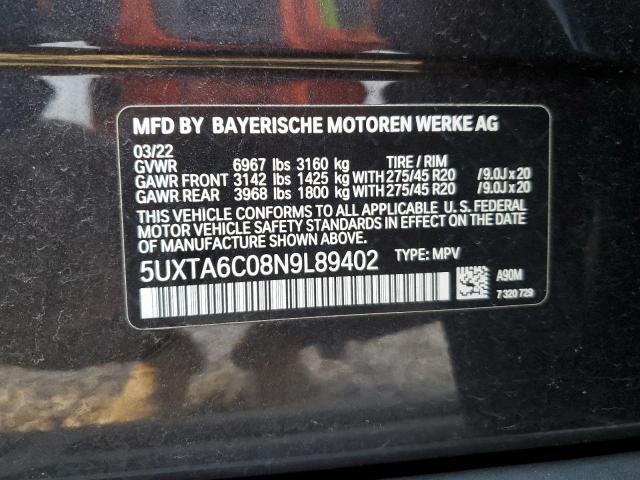 MFD BY BAYERISCHE MOTOREN WERKE AG
03/22
GVWR 6967 lbs 3160 kg TIRE / RIM
GAWR FRONT 3142 lbs 1425 kg WITH 275/45 R20 /9.0J x 20
GAWR REAR 3968 lbs 1800 kg WITH 275/45 R20 /9.0J x 20
THIS VEHICLE CONFORMS TO ALL APPLICABLE U. S. FEDERAL
MOTOR VEHICLE SAFETY STANDARDS IN EFFECT ON THE DATE
OF MANUFACTURE SHOWN ABOVE.
5UXTA6C08N9L89402 TYPE: MPV
A90M
7 320 729